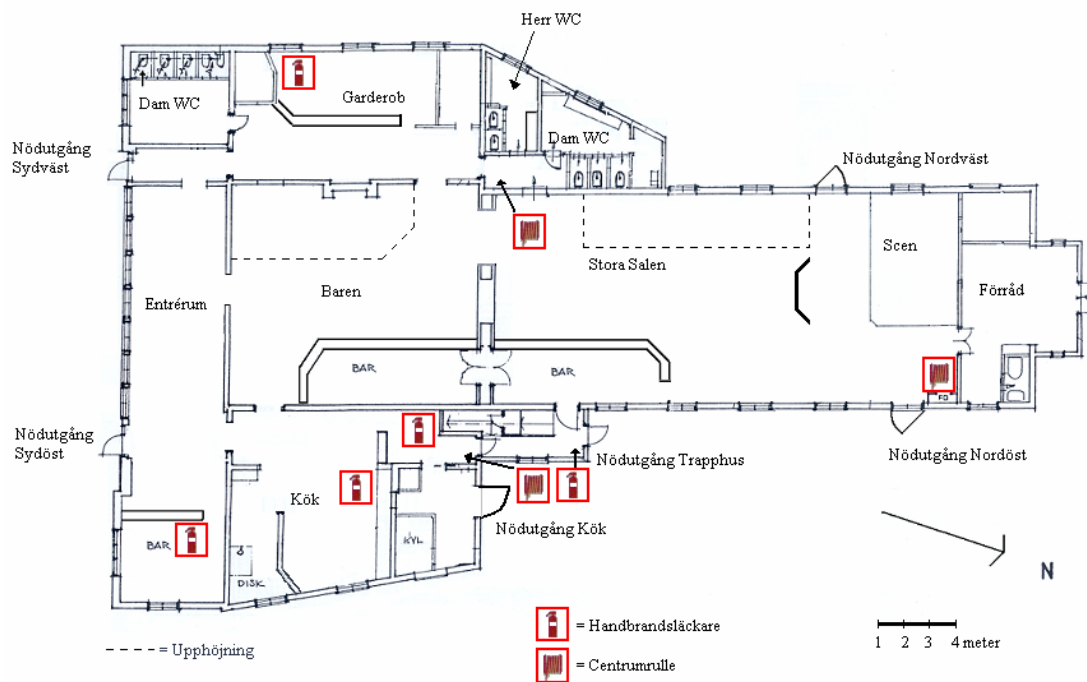 Herr WC
Dam WC
Garderob
Dam WC
Nödutgång
Sydväst
Nödutgång Nordväst
Scen
Stora Salen
Entrérum
Baren
Förråd
BAR
BAR
Nödutgång
Sydöst
Nödutgång Trapphus
Nödutgång Nordöst
Kök
Nödutgång Kök
BAR
KYL
DISK
N
= Handbrandsläckare
1 2 3 4 meter
= Upphöjning
= Centrumrulle